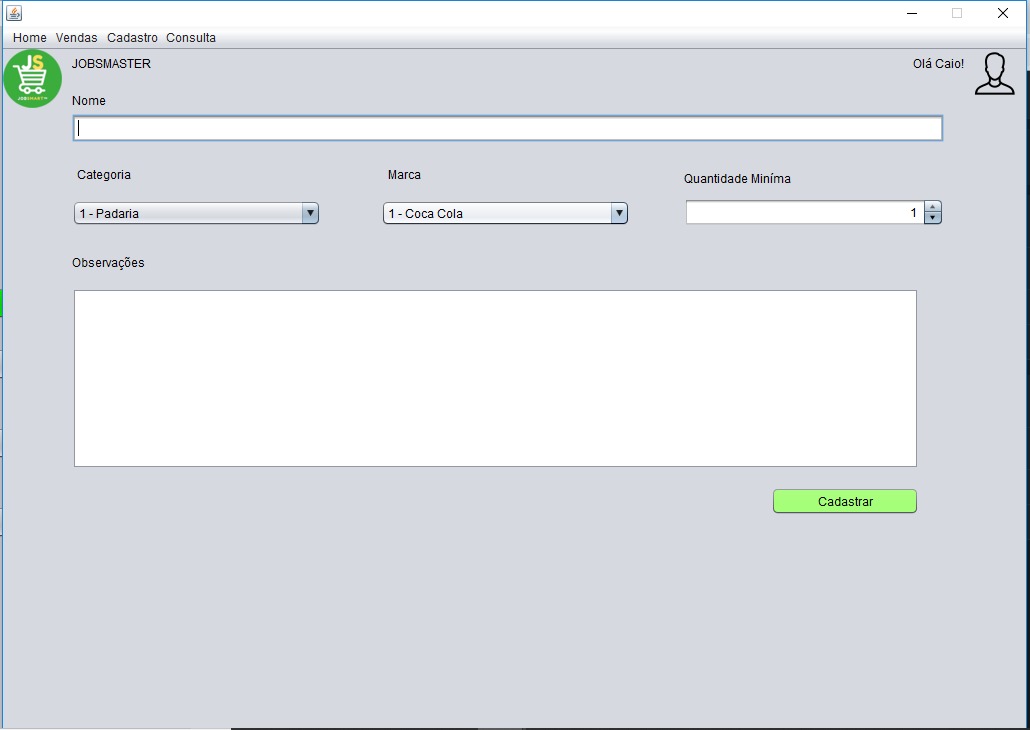 Home Vendas Cadastro Consulta
JS
JOBSMART
JOBSMASTER
Olá Caio!
Nome
Categoria
Marca
Quantidade Miníma
1 - Padaria
1 - Coca Cola
1
Observações
Cadastrar